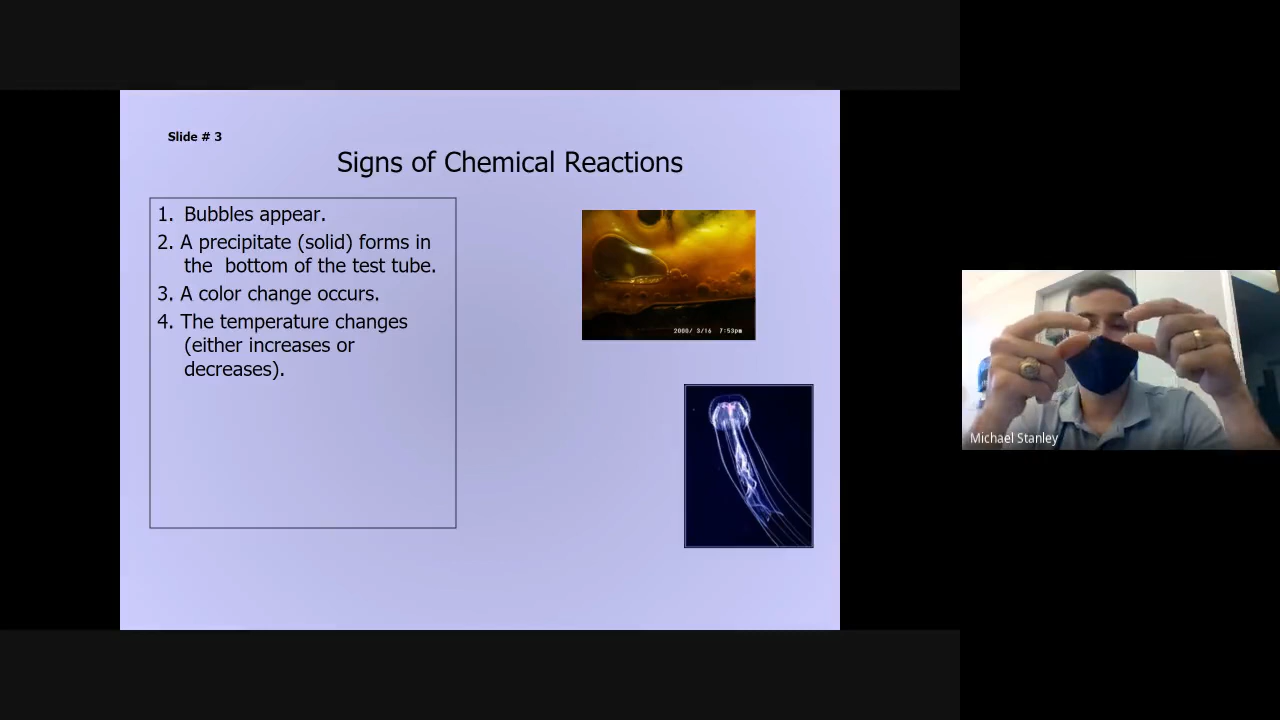 Slide # 3
Signs of Chemical Reactions
1. Bubbles appear.
2. A precipitate (solid) forms in
the bottom of the test tube.
3. A color change occurs.
4. The temperature changes
(either increases or
decreases).
2000/ 3/16 7:53pm
Michael Stanley